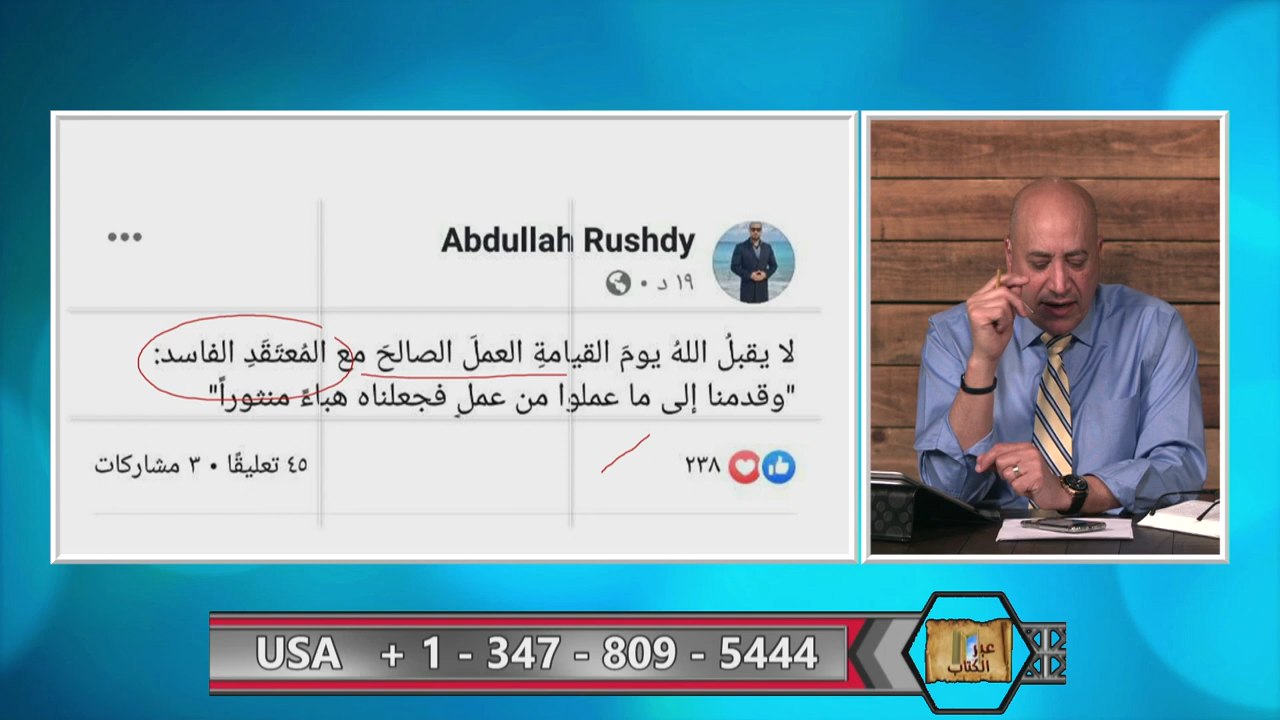 Abdullah Rushdy
١٩ د
لا يقبلُ اللهُ يومَ القيامةِ العملَ الصالحَ مع المُعتَقَدِ الفاسد:
"وقدمنا إلى ما عملوا من عملٍ فجعلناه هباءً منثوراً"
٢٣٨
٤٥ تعليقًا • ٣ مشاركات
USA + 1 - 347 - 809 - 5444
عبر الكتاب